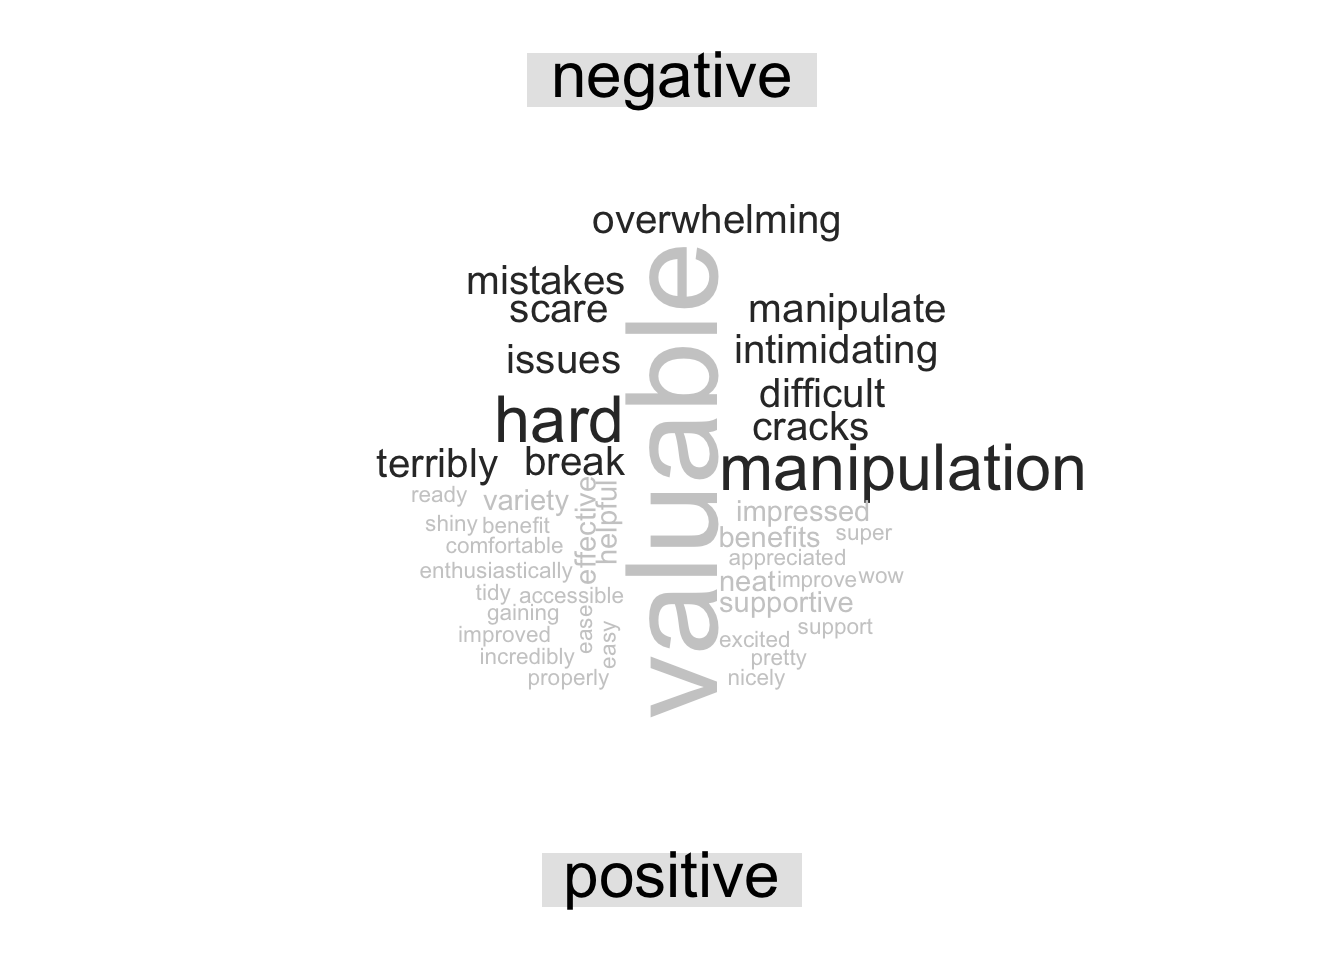 negative
overwhelming
mistakes
scare
manipulate
intimidating
issues
difficult
hard
cracks
terribly
break
manipulation
valuable
ready
variety
effective
helpful
impressed
shiny
benefit
benefits
super
comfortable
appreciated
enthusiastically
neat
improve
wow
tidy
accessible
supportive
gaining
ease
easy
support
improved
excited
incredibly
pretty
properly
nicely
positive